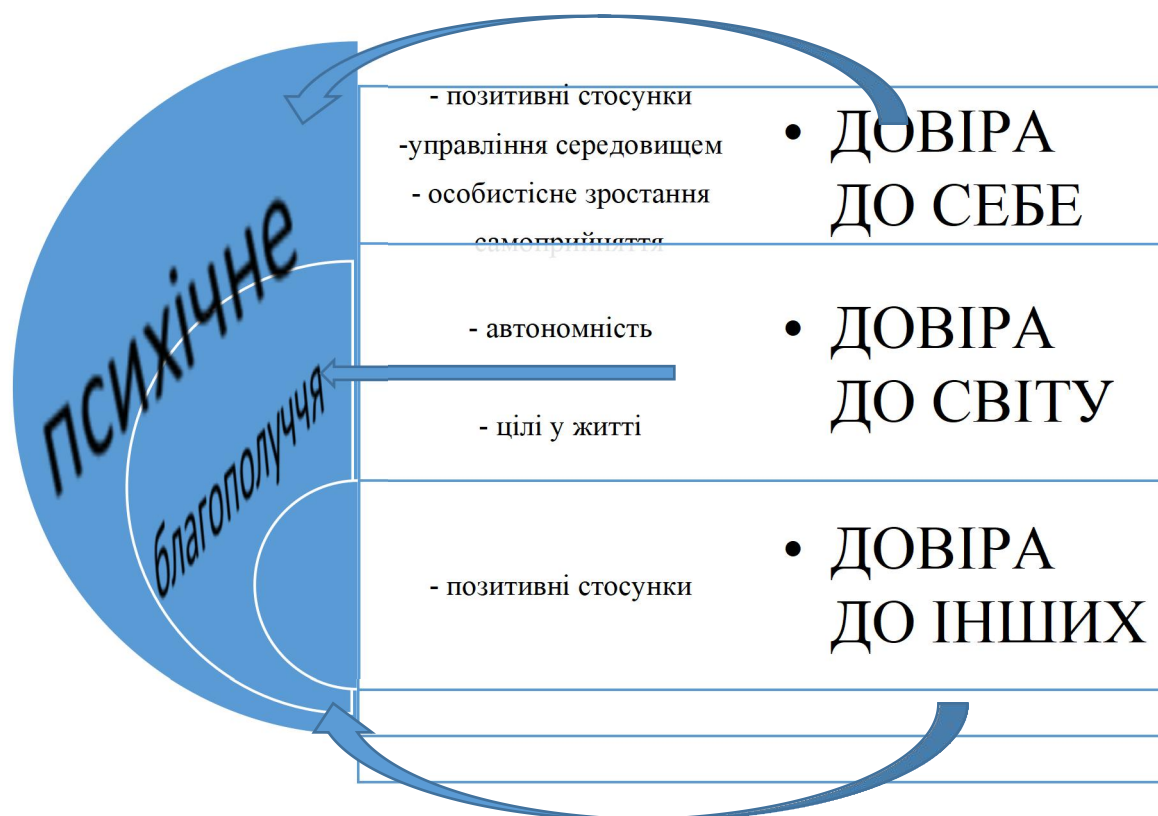 психічне
благополуччя
- позитивні стосунки
-управління середовищем
- особистісне зростання
самоприйняття
• ДОВІРА
ДО СЕБЕ
- автономність
- цілі у житті
• ДОВІРА
ДО СВІТУ
- позитивні стосунки
• ДОВІРА
ДО ІНШИХ